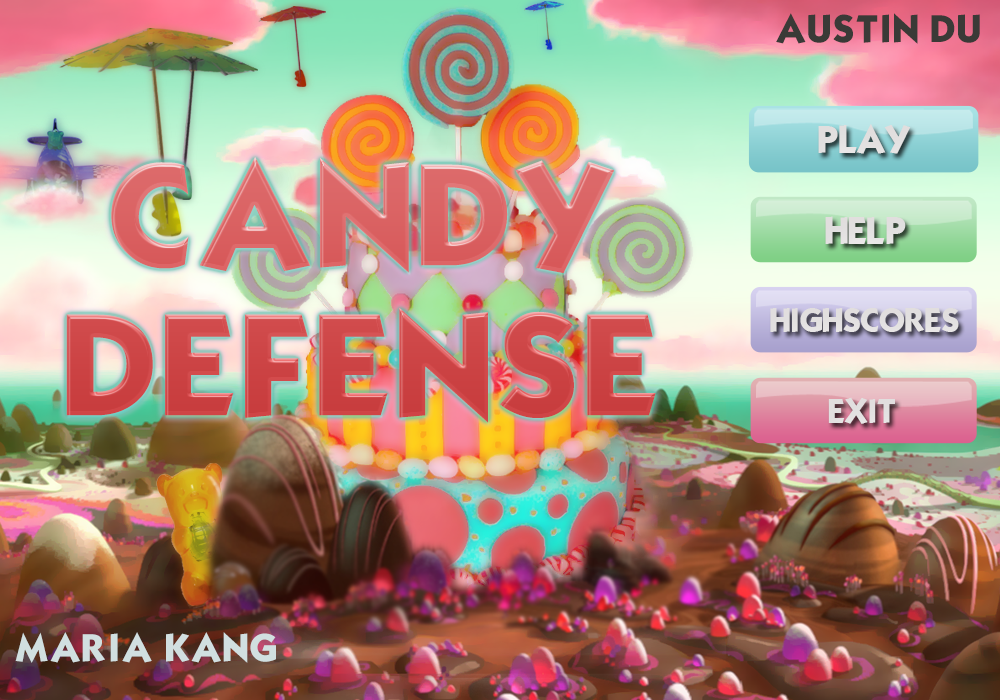 AUSTIN DU
CANDY
DEFENSE
PLAY
HELP
HIGHSCORES
EXIT
MARIA KANG